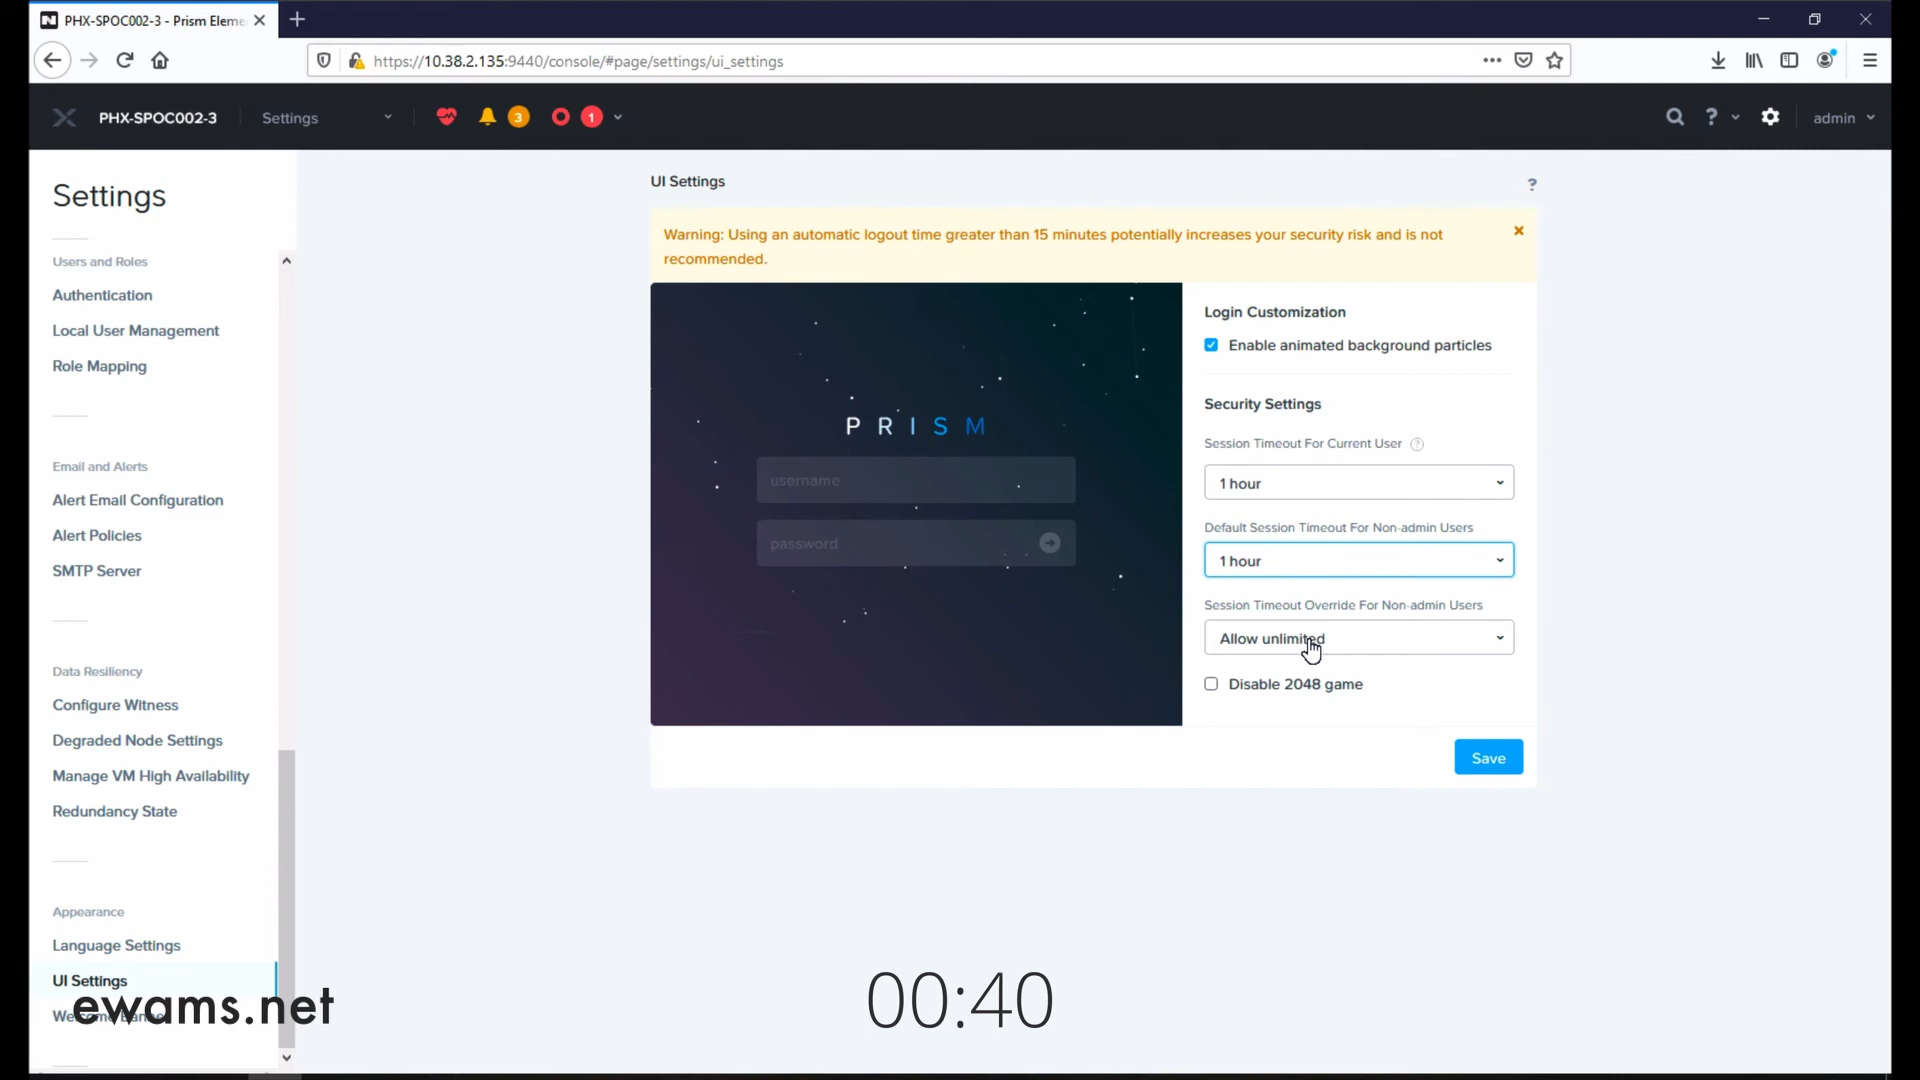 PHX-SPOC002-3 - Prism Eleme
https://10.38.2.135:9440/console/#page/settings/ui_settings
PHX-SPOC002-3
Settings
3
1
?
admin
Settings
Users and Roles
Authentication
Local User Management
Role Mapping
Email and Alerts
Alert Email Configuration
Alert Policies
SMTP Server
Data Resiliency
Configure Witness
Degraded Node Settings
Manage VM High Availability
Redundancy State
Appearance
Language Settings
UI Settings
ewams.net
UI Settings
?
Warning: Using an automatic logout time greater than 15 minutes potentially increases your security risk and is not
recommended.
PRISM
username
password
Login Customization
Enable animated background particles
Security Settings
Session Timeout For Current User ?
1 hour
Default Session Timeout For Non-admin Users
1 hour
Session Timeout Override For Non-admin Users
Allow unlimited
Disable 2048 game
Save
00:40